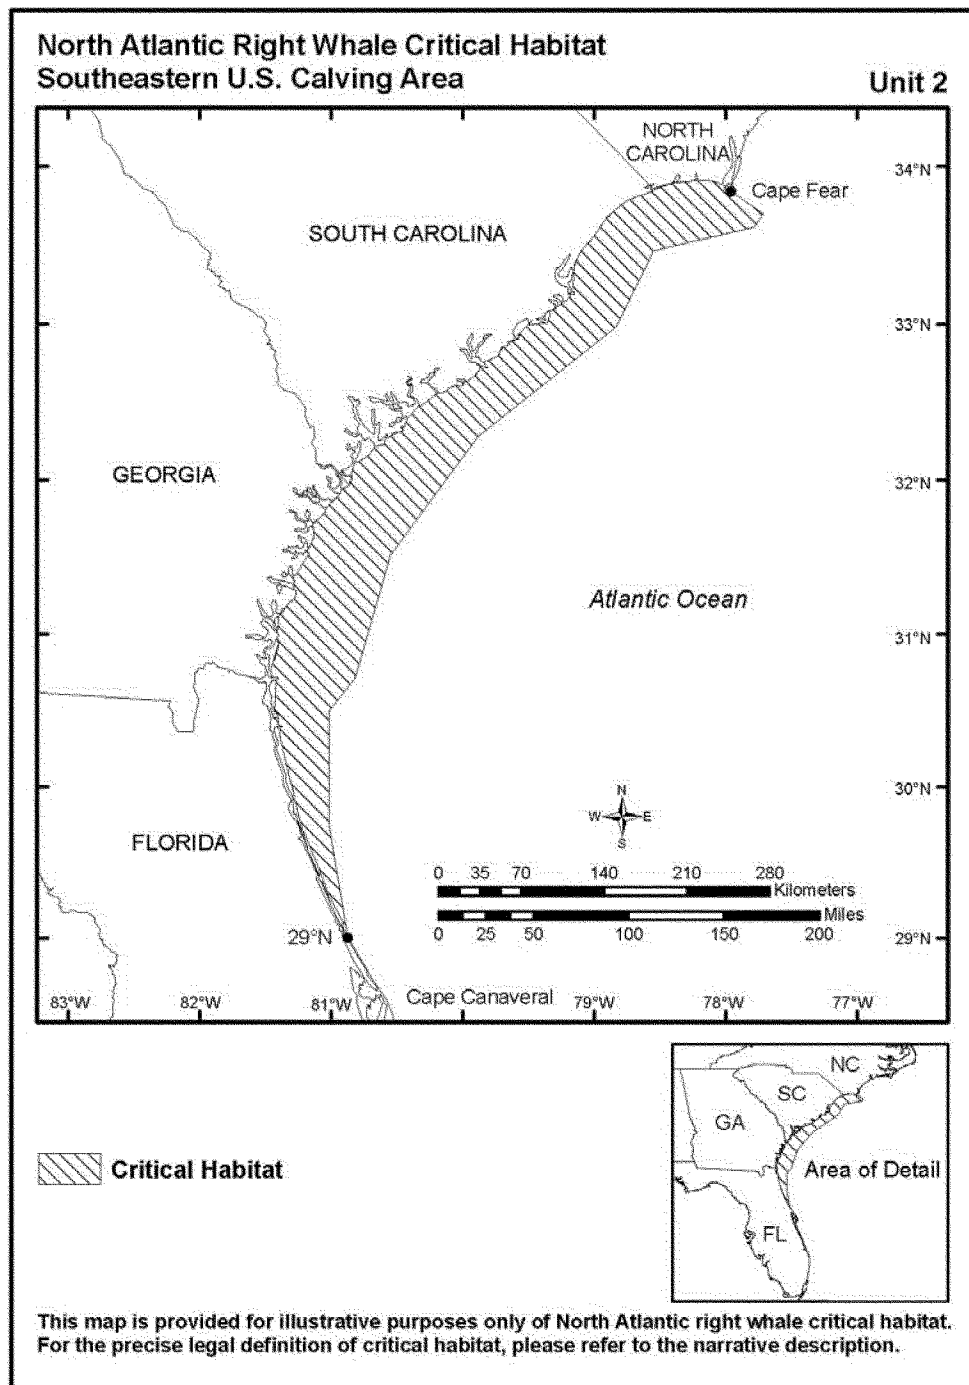 North Atlantic Right Whale Critical Habitat
Southeastern U.S. Calving Area
Unit 2
NORTH
CAROLINA
34°N
Cape Fear
SOUTH CAROLINA
33°N
GEORGIA
32°N
Atlantic Ocean
31°N
N
W E
S
30°N
FLORIDA
0 35 70 140 210 280
Kilometers
Miles
0 25 50 100 150 200
29°N
29°N
Cape Canaveral
83°W 82°W 81°W 79°W 78°W 77°W
NC
SC
GA
Area of Detail
FL
Critical Habitat
This map is provided for illustrative purposes only of North Atlantic right whale critical habitat.
For the precise legal definition of critical habitat, please refer to the narrative description.